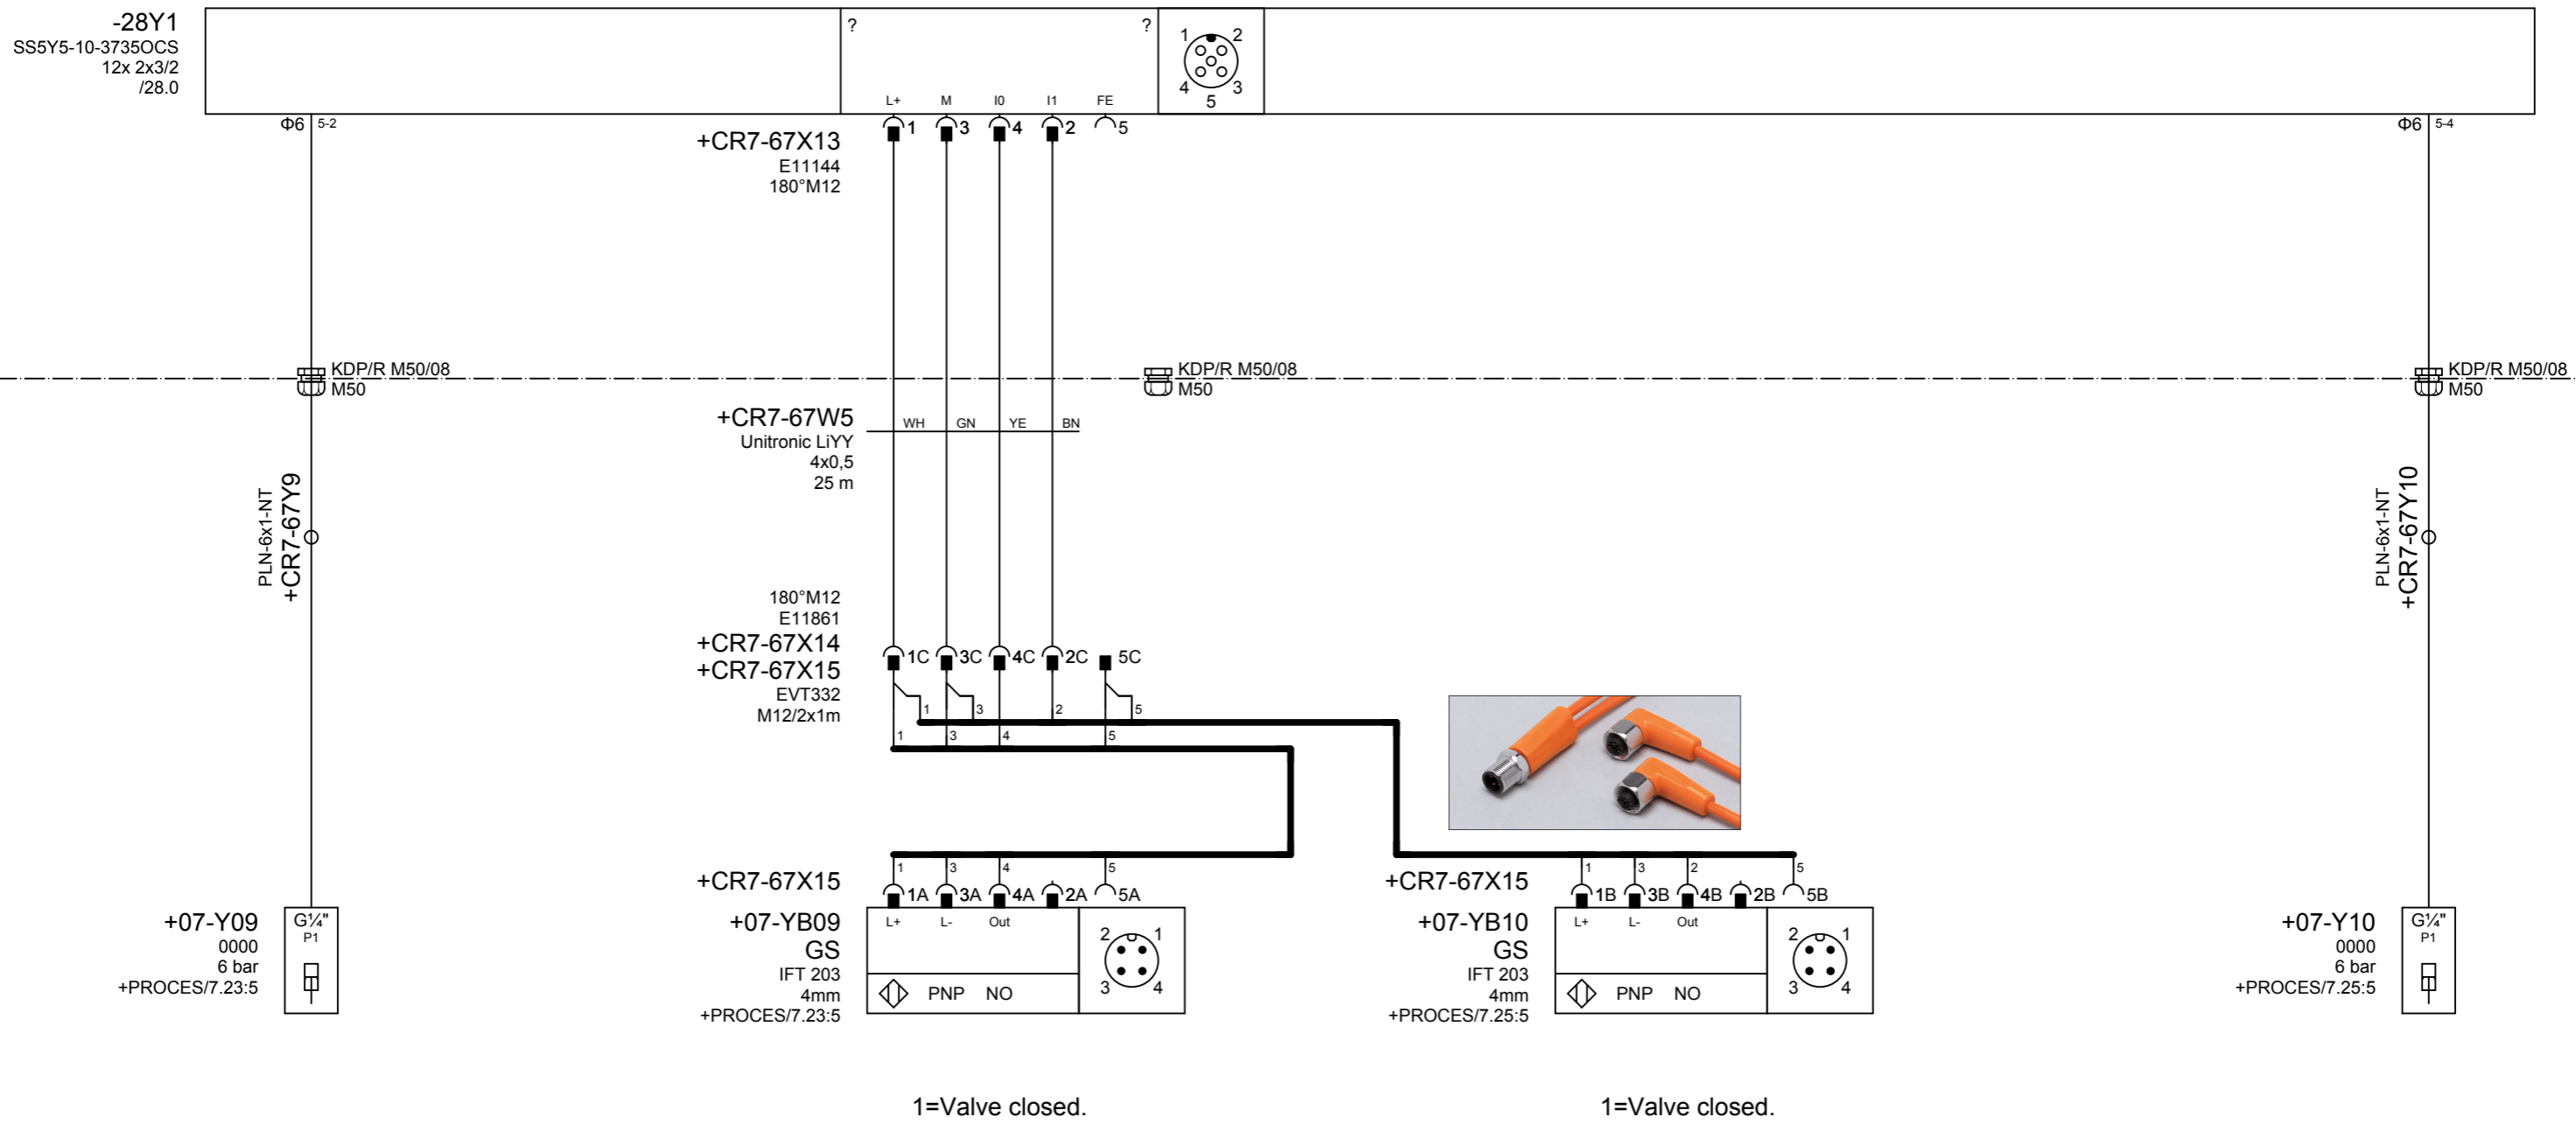 -28Y1
SS5Y5-10-3735OCS
12x 2x3/2
/28.0
?
?
1 2
4 3
5
L+ M I0 I1 FE
Φ6 5-2
1 3 4 2 5
Φ6 5-4
+CR7-67X13
E11144
180°M12
KDP/R M50/08
M50
KDP/R M50/08
M50
KDP/R M50/08
M50
+CR7-67W5
Unitronic LiYY
4x0,5
25 m
WH GN YE BN
PLN-6x1-NT
+CR7-67Y9
PLN-6x1-NT
+CR7-67Y10
180°M12
E11861
+CR7-67X14
+CR7-67X15
EVT332
M12/2x1m
1C 3C 4C 2C 5C
1 3 2 5
1 3 4 5
1 3 4 5
+CR7-67X15
1A 3A 4A 2A 5A
1 3 2 5
+CR7-67X15
1B 3B 4B 2B 5B
+07-Y09
0000
6 bar
+PROCES/7.23:5
G¼"
P1
+07-YB09
GS
IFT 203
4mm
+PROCES/7.23:5
L+ L- Out
PNP NO
2 1
3 4
+07-YB10
GS
IFT 203
4mm
+PROCES/7.25:5
L+ L- Out
PNP NO
2 1
3 4
+07-Y10
0000
6 bar
+PROCES/7.25:5
G¼"
P1
1=Valve closed.
1=Valve closed.